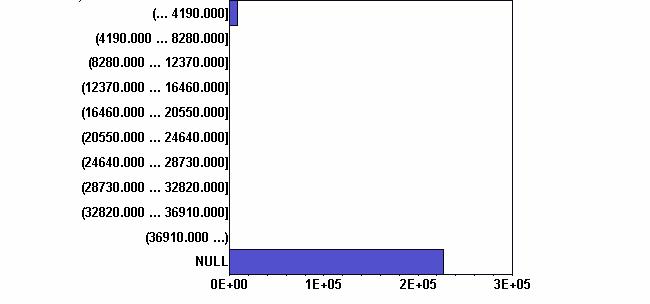 (... 4190.000]
(4190.000 ... 8280.000]
(8280.000 ... 12370.000]
(12370.000 ... 16460.000]
(16460.000 ... 20550.000]
(20550.000 ... 24640.000]
(24640.000 ... 28730.000]
(28730.000 ... 32820.000]
(32820.000 ... 36910.000]
(36910.000 ...)
NULL
0E+00 1E+05 2E+05 3E+05